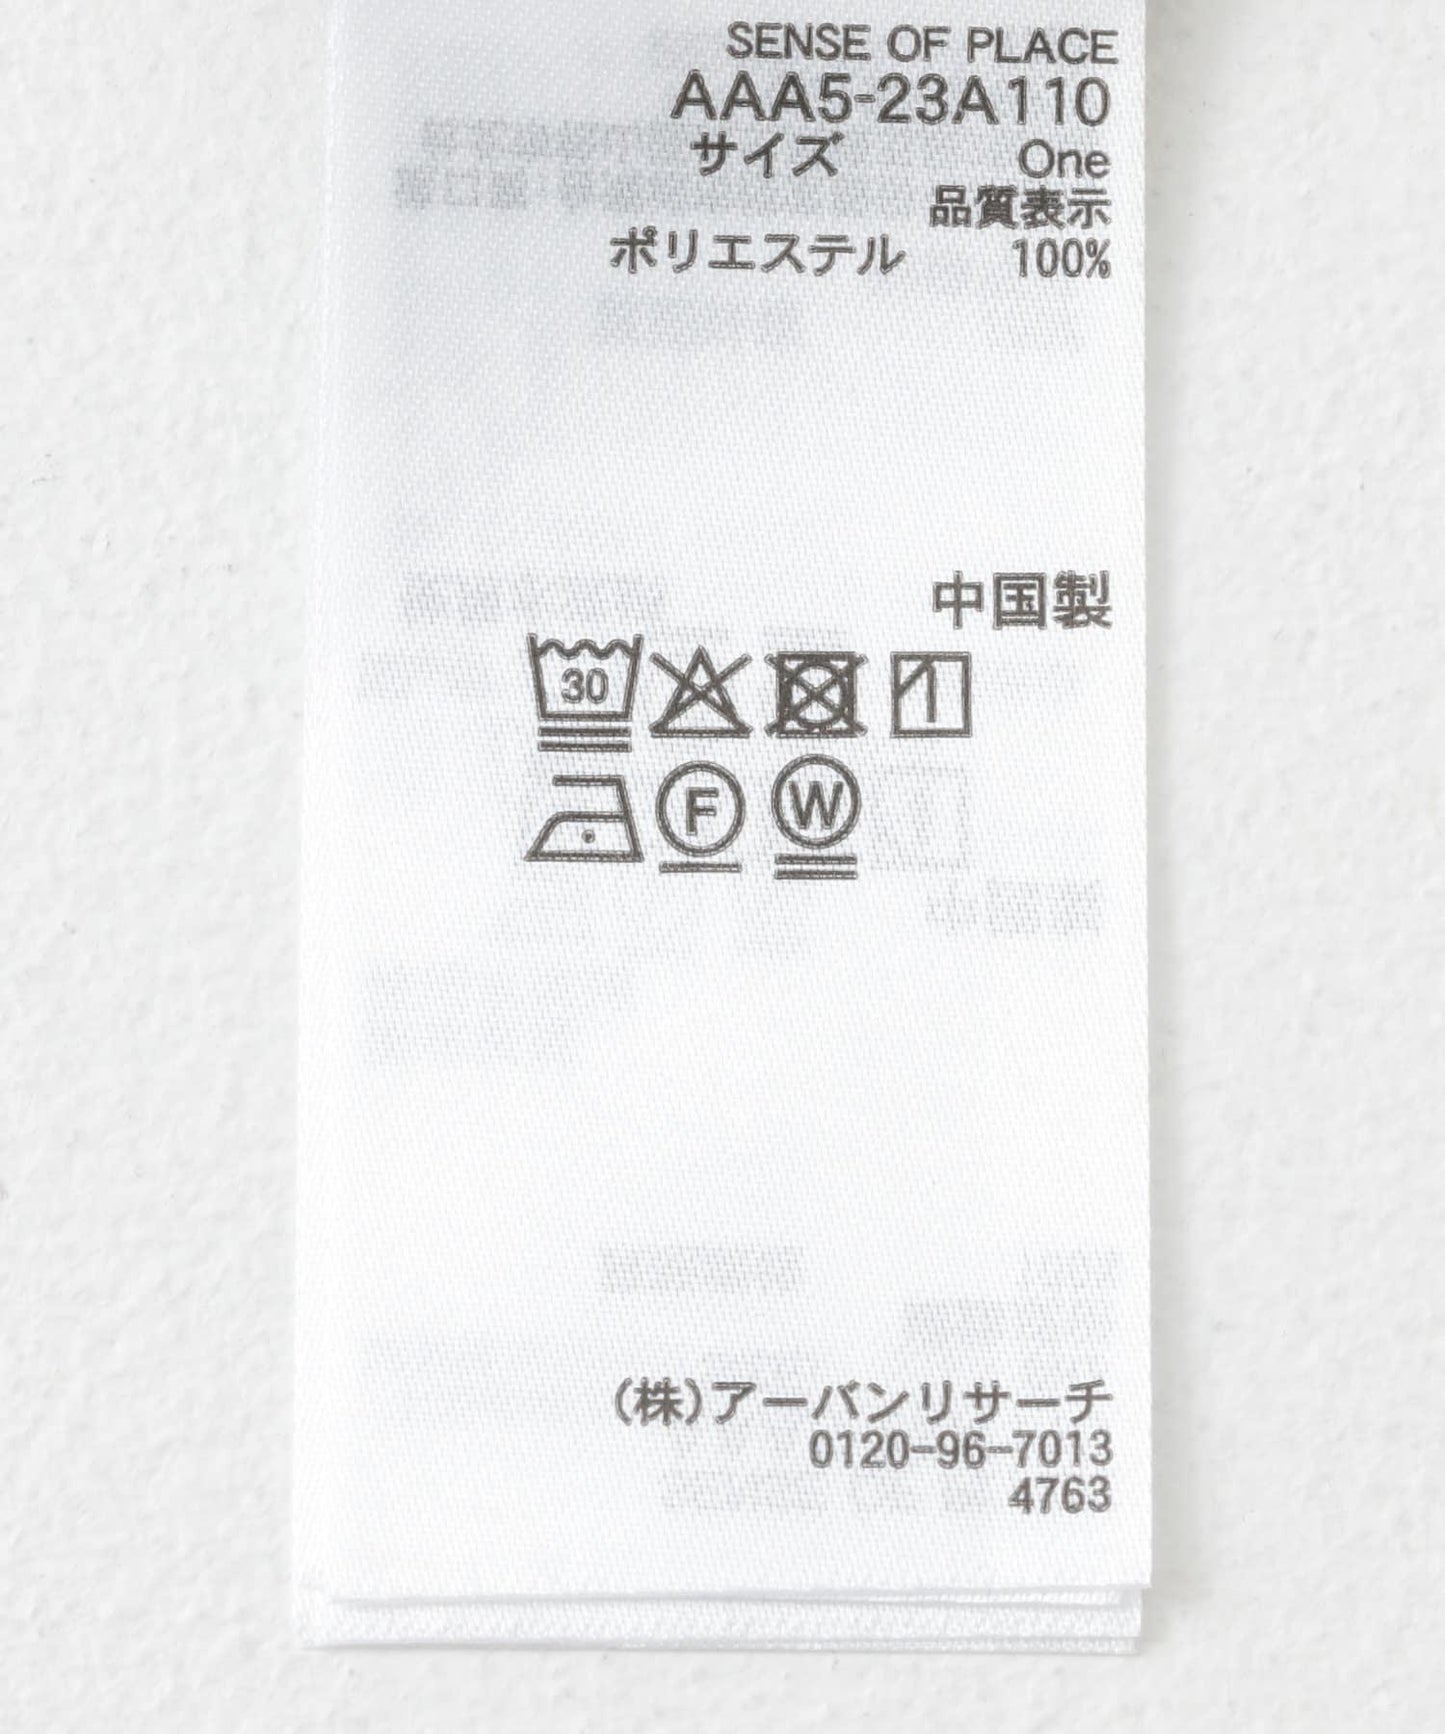 SENSE OF PLACE
AAA5-23A110
サイズ One
品質表示
ポリエステル 100%
中国製
30
F W
(株)アーバンリサーチ
0120-96-7013
4763